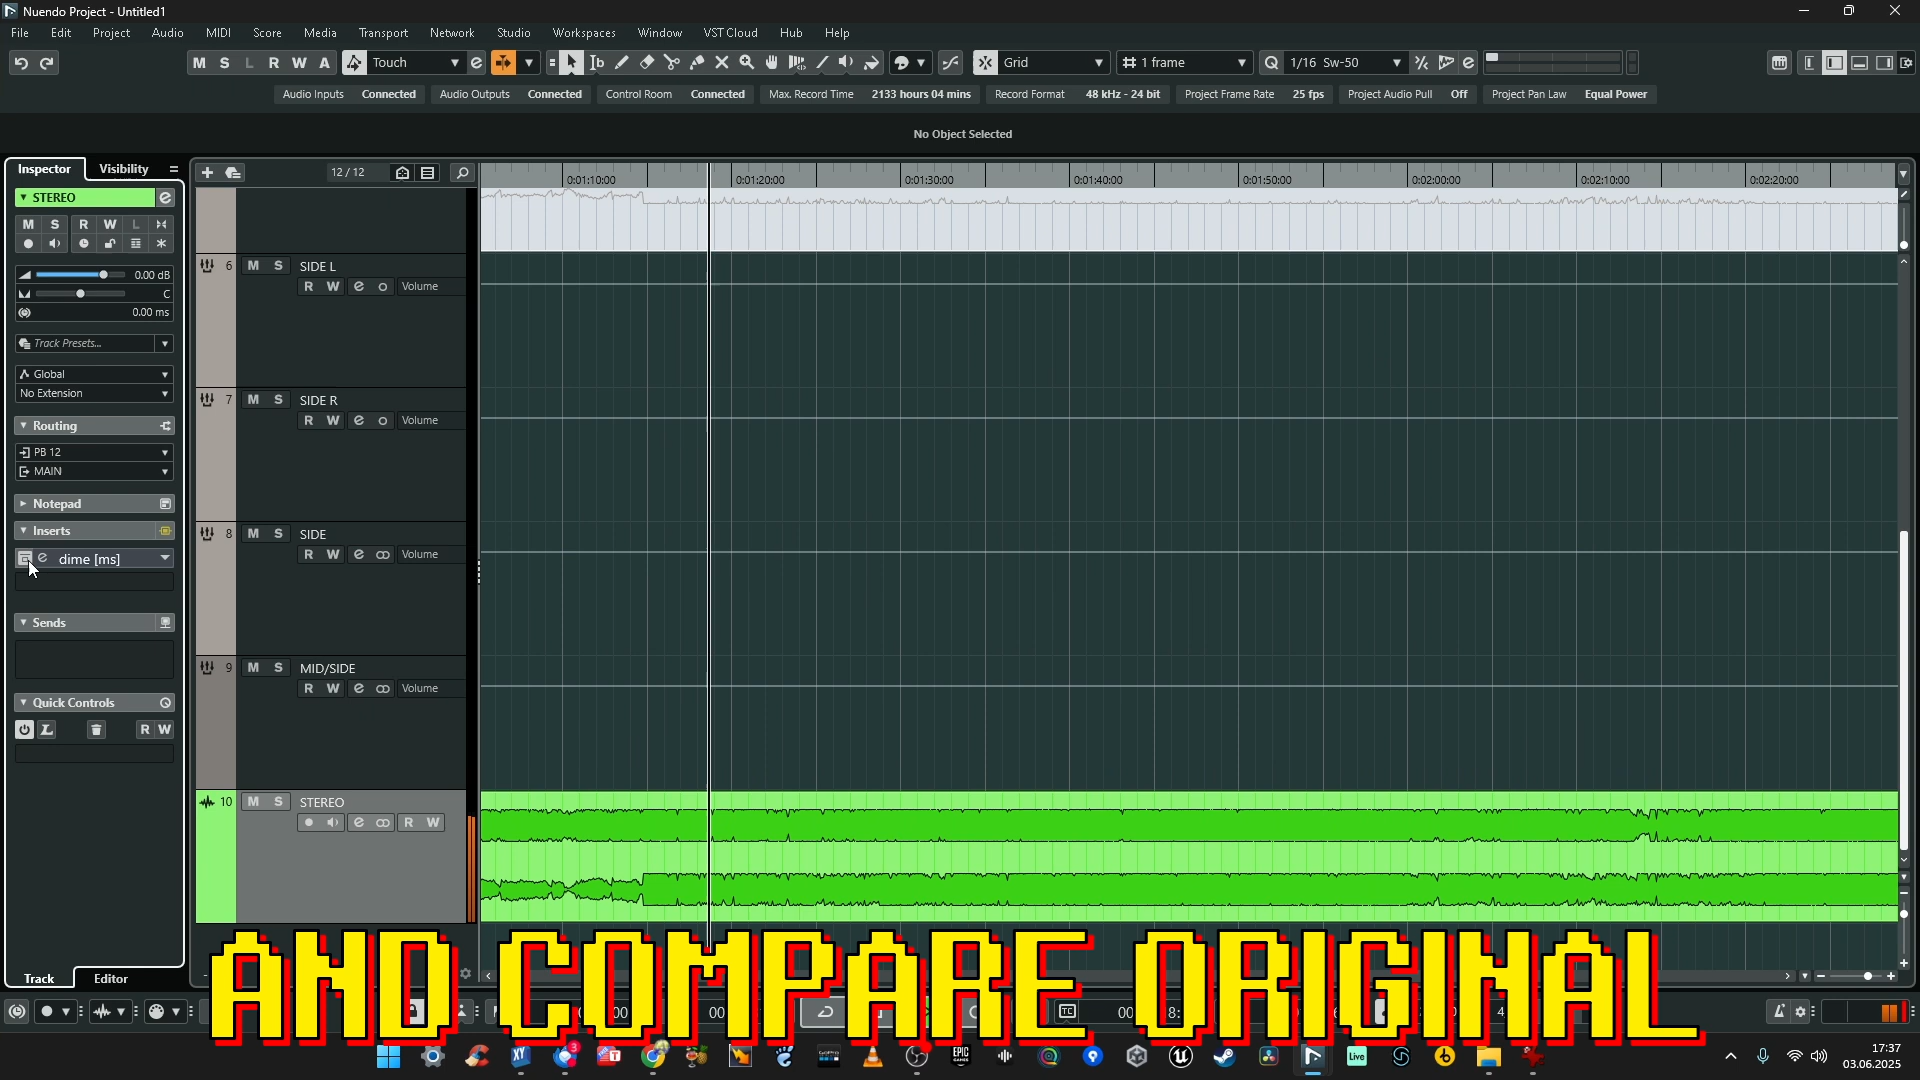 Nuendo Project - Untitled1
File Edit Project Audio MIDI Score Media Transport Network Studio Workspaces Window VST Cloud Hub Help
M S L R W A Touch Grid 1 frame 1/16 Sw-50
Audio Inputs Connected Audio Outputs Connected Control Room Connected Max. Record Time 2133 hours 04 mins Record Format 48 kHz - 24 bit Project Frame Rate 25 fps Project Audio Pull Off Project Pan Law Equal Power
No Object Selected
Inspector Visibility 12 / 12
0:01:10:00 0:01:20:00 0:01:30:00 0:01:40:00 0:01:50:00 0:02:00:00 0:02:10:00 0:02:20:00
STEREO
M S R W L
0.00 dB
C
0.00 ms
Track Presets...
Global
No Extension
Routing
PB 12
MAIN
Notepad
Inserts
dime [ms]
Sends
Quick Controls
R W
6 M S SIDE L
R W Volume
7 M S SIDE R
R W Volume
8 M S SIDE
R W Volume
9 M S MID/SIDE
R W Volume
10 M S STEREO
R W
Track Editor
AND COMPARE ORIGINAL
17:37
03.06.2025